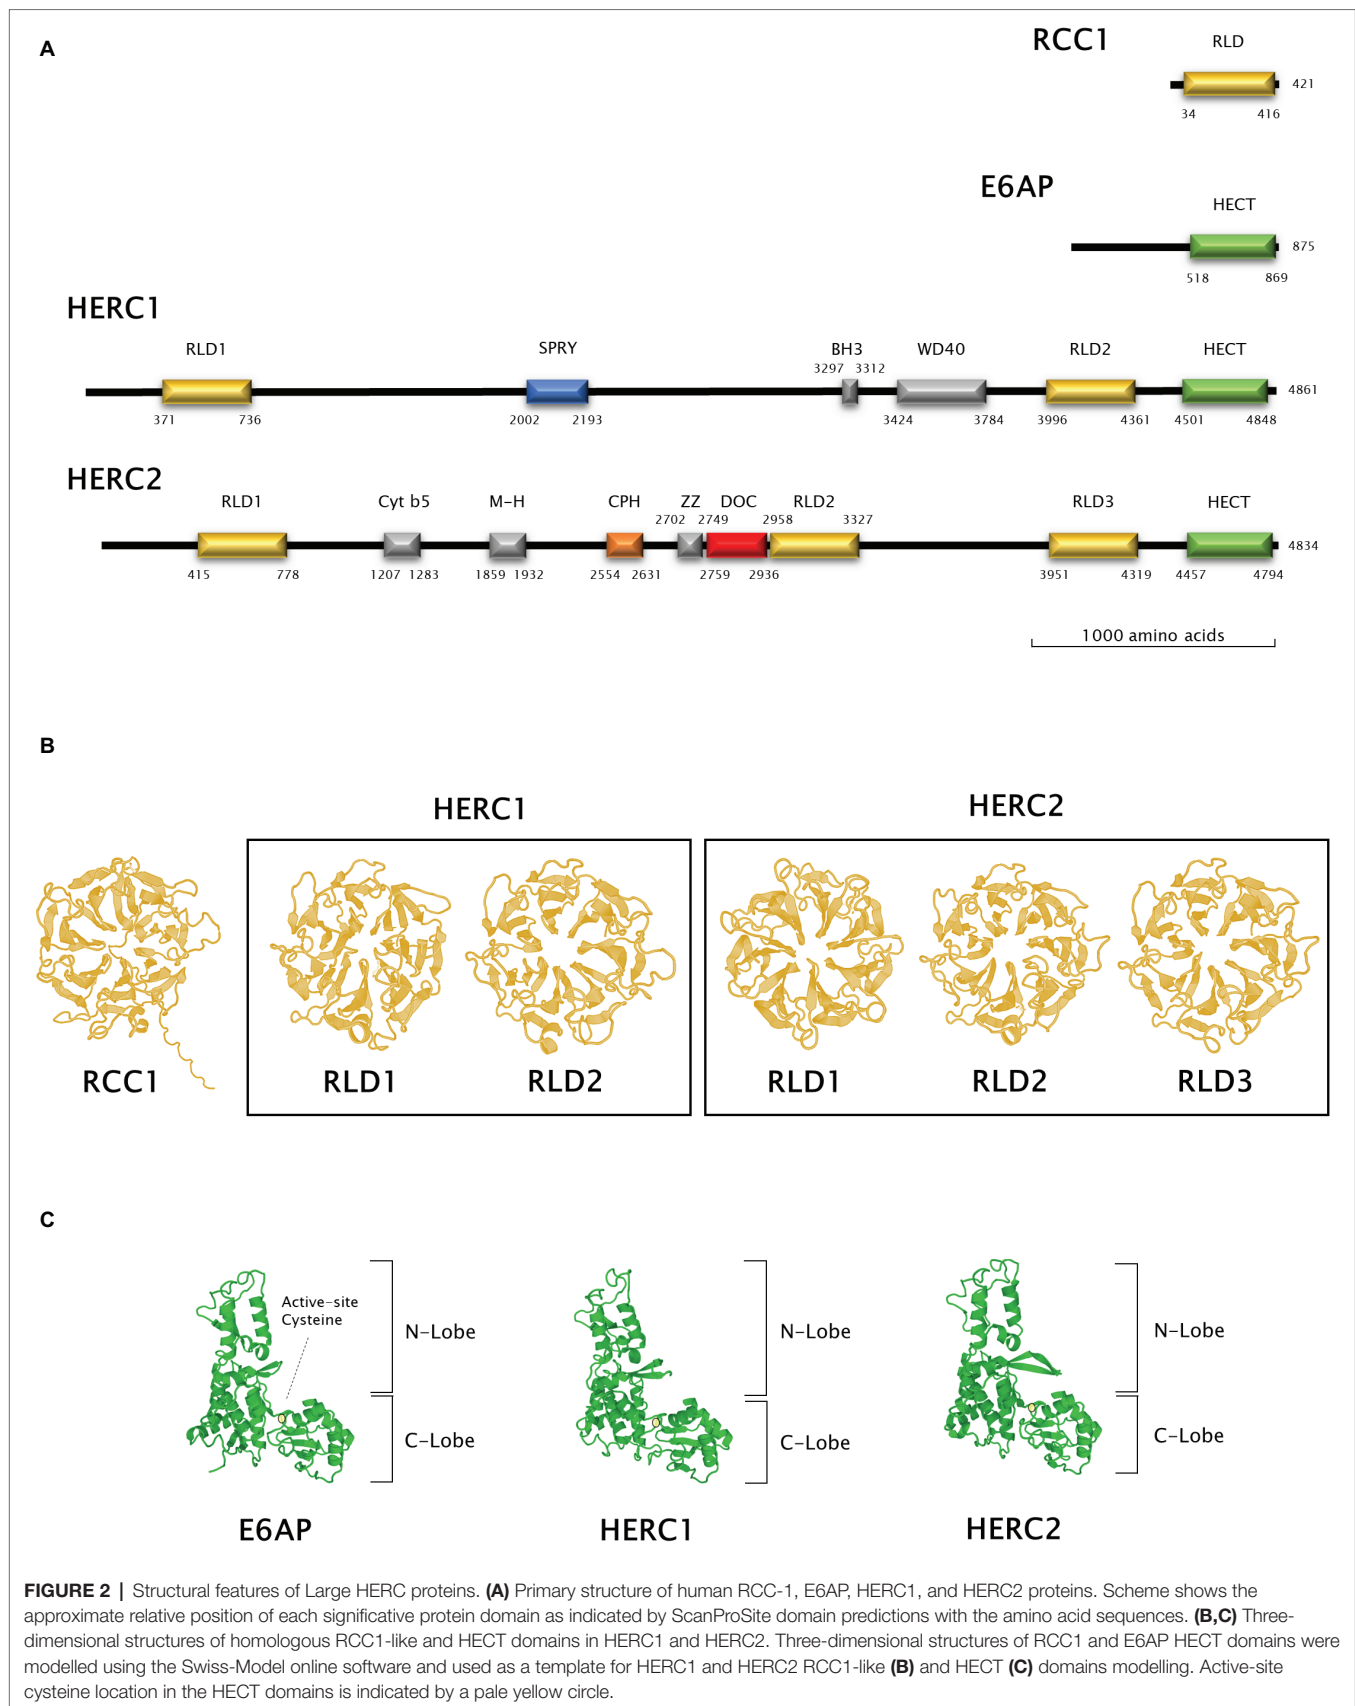 A
RCC1
RLD
421
34 416
E6AP
HECT
875
518 869
HERC1
RLD1 SPRY BH3 WD40 RLD2 HECT
3297 3312
4861
371 736 2002 2193 3424 3784 3996 4361 4501 4848
HERC2
RLD1 Cyt b5 M-H CPH ZZ DOC RLD2 RLD3 HECT
2702 2749 2958 3327
4834
415 778 1207 1283 1859 1932 2554 2631 2759 2936 3951 4319 4457 4794
1000 amino acids
B
HERC1 HERC2
RCC1 RLD1 RLD2 RLD1 RLD2 RLD3
C
Active-site
Cysteine
N-Lobe N-Lobe N-Lobe
C-Lobe C-Lobe C-Lobe
E6AP HERC1 HERC2
FIGURE 2 | Structural features of Large HERC proteins. (A) Primary structure of human RCC-1, E6AP, HERC1, and HERC2 proteins. Scheme shows the
approximate relative position of each significative protein domain as indicated by ScanProSite domain predictions with the amino acid sequences. (B,C) Three-
dimensional structures of homologous RCC1-like and HECT domains in HERC1 and HERC2. Three-dimensional structures of RCC1 and E6AP HECT domains were
modelled using the Swiss-Model online software and used as a template for HERC1 and HERC2 RCC1-like (B) and HECT (C) domains modelling. Active-site
cysteine location in the HECT domains is indicated by a pale yellow circle.